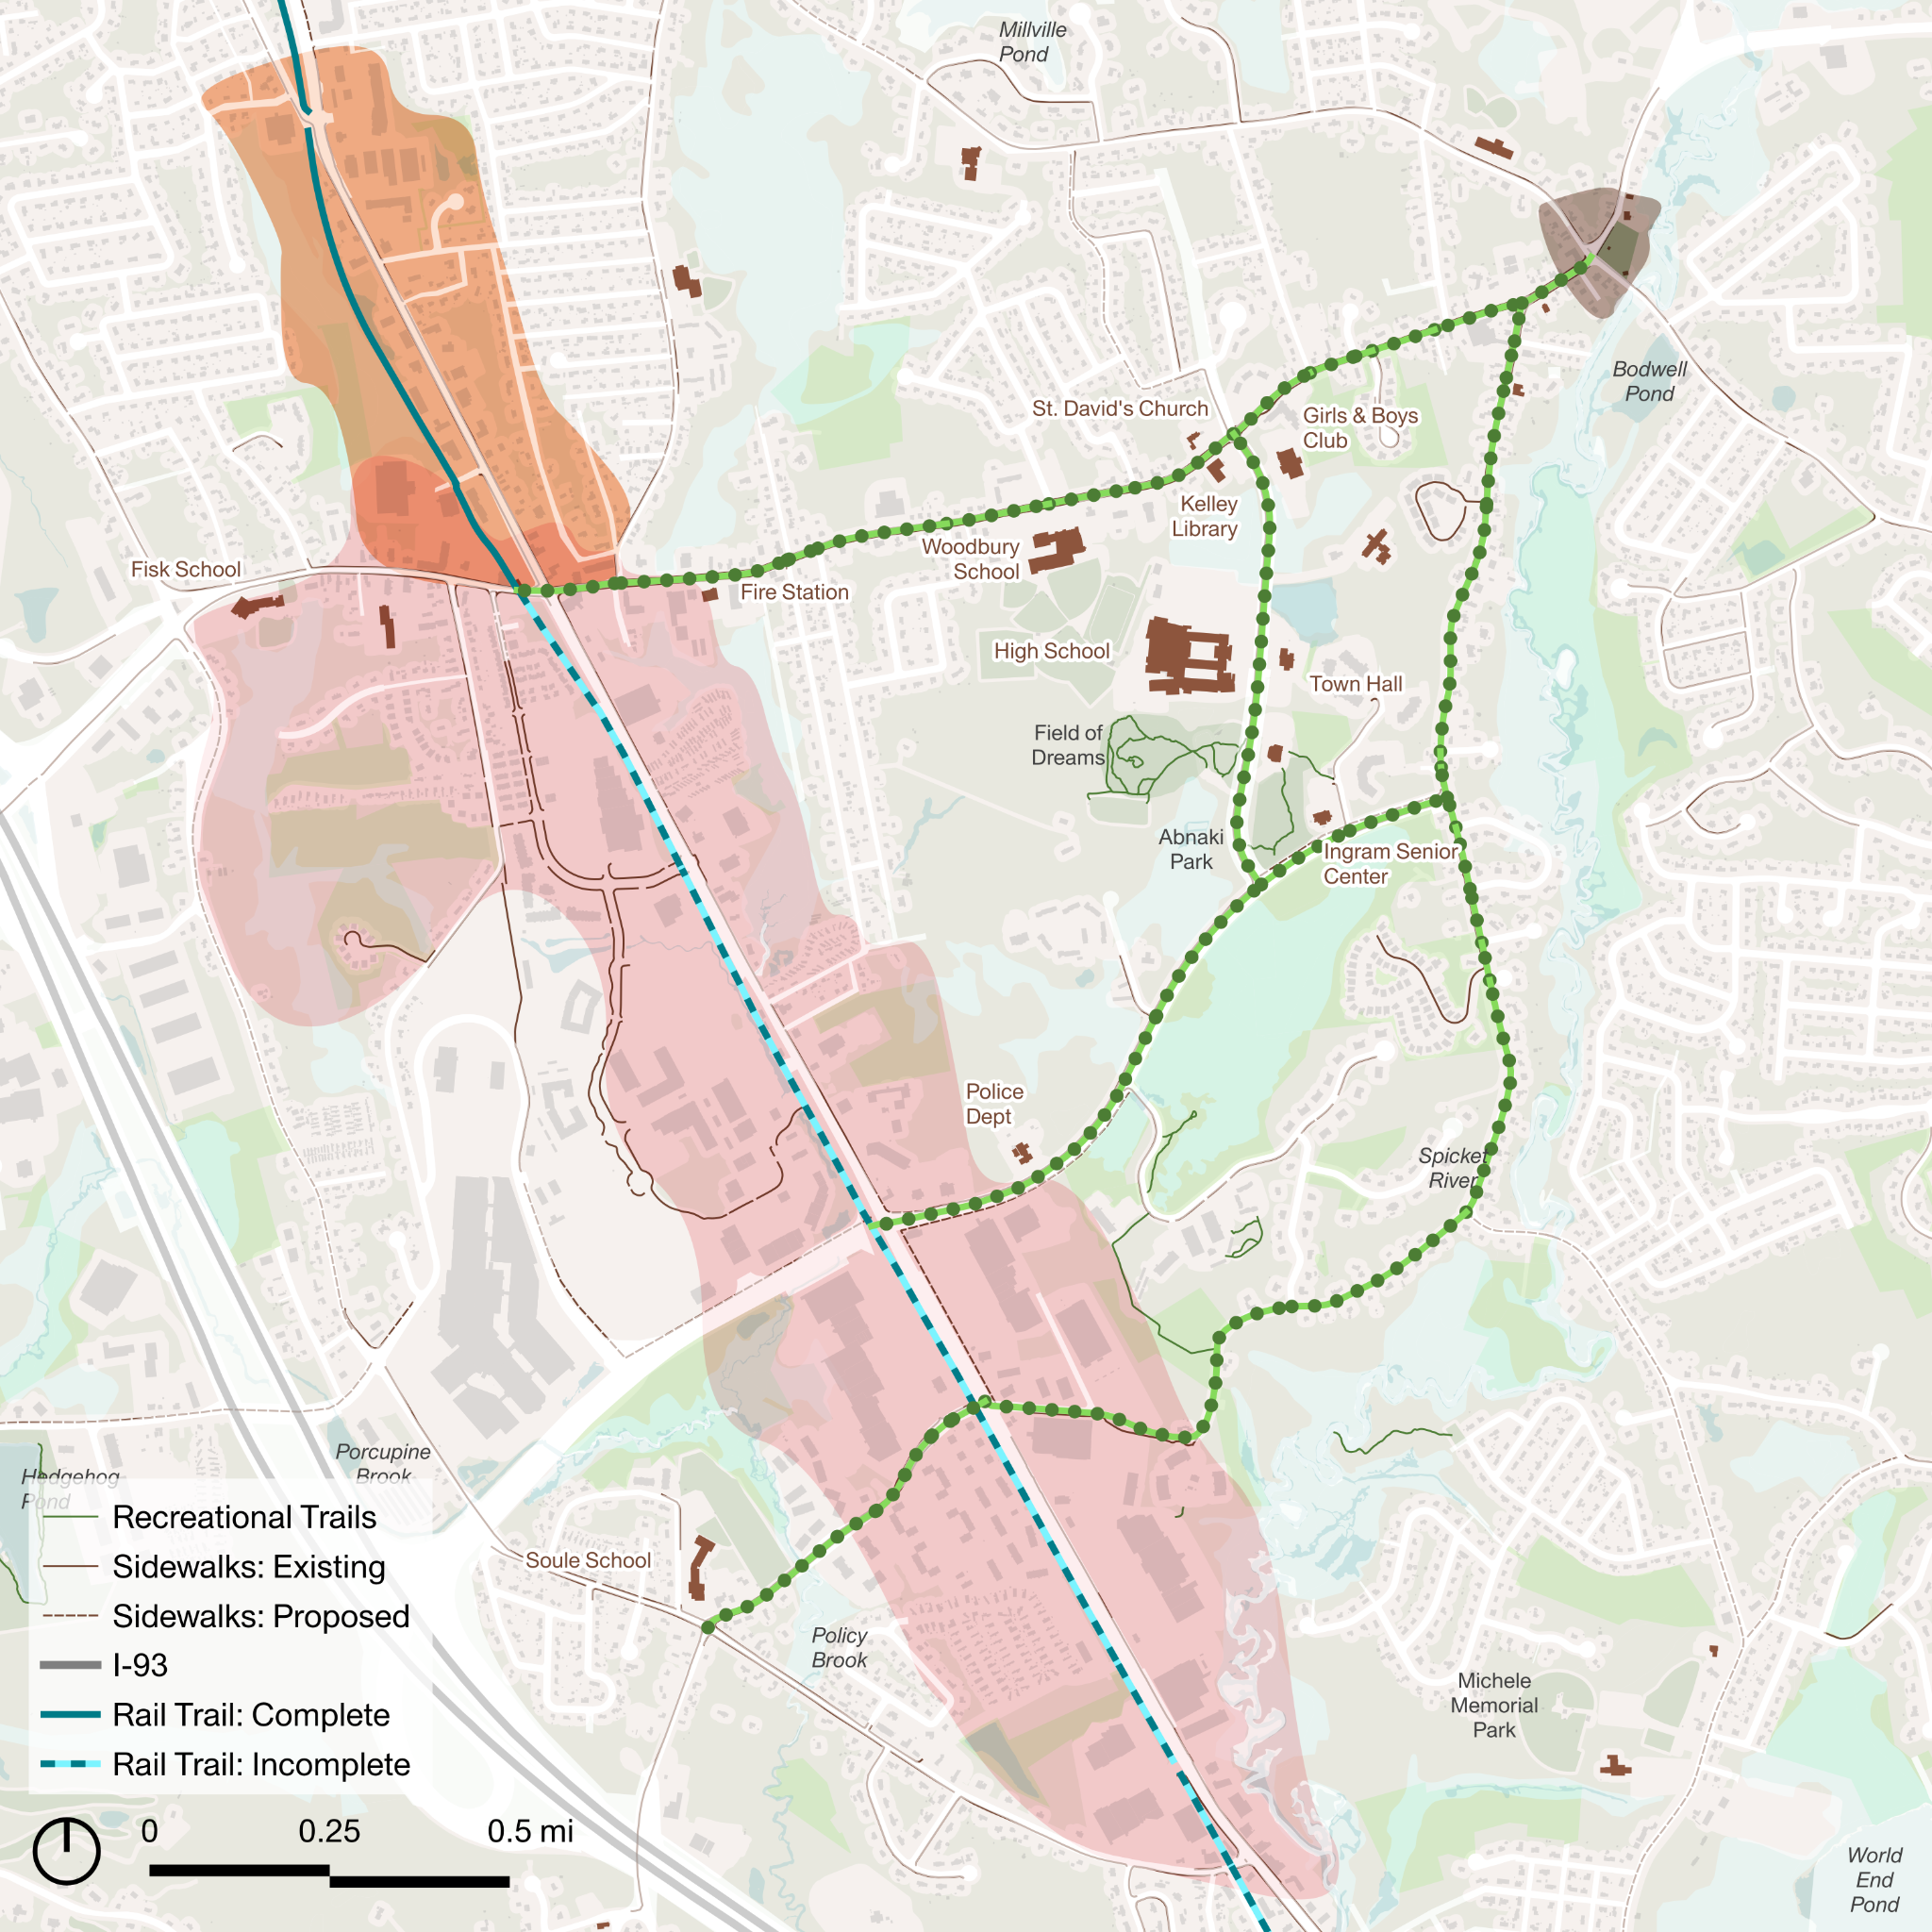 Millville
Pond
Bodwell
Pond
St. David's Church
Girls & Boys
Club
Kelley
Library
Woodbury
School
Fisk School
Fire Station
High School
Town Hall
Field of
Dreams
Abnaki
Park
Ingram Senior
Center
Police
Dept
Spicket
River
Porcupine
Brook
Hedgehog
Pond
Soule School
Policy
Brook
Michele
Memorial
Park
World
End
Pond
Recreational Trails
Sidewalks: Existing
Sidewalks: Proposed
I-93
Rail Trail: Complete
Rail Trail: Incomplete
0 0.25 0.5 mi